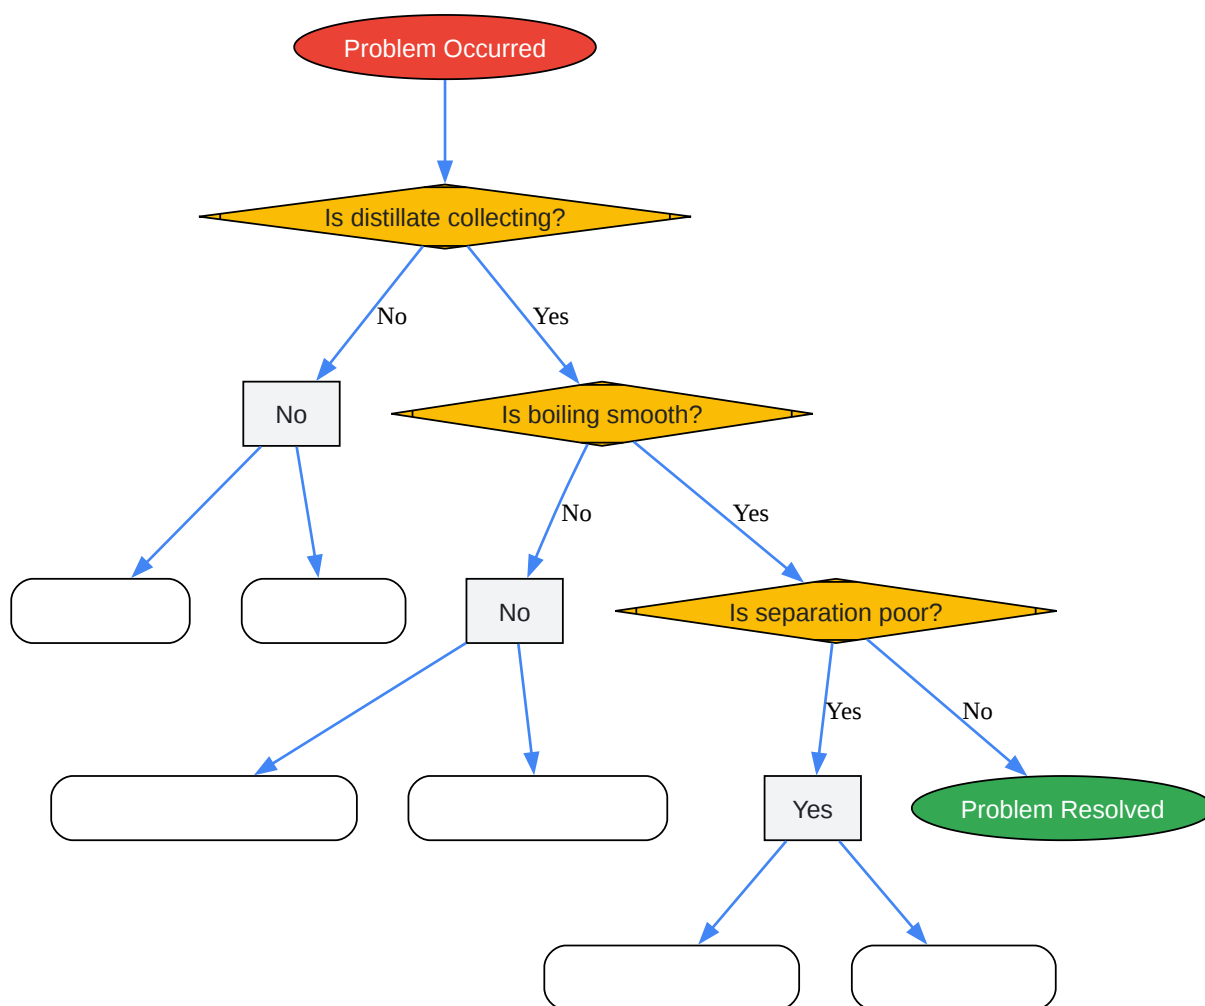 Problem Occurred
Is distillate collecting?
No
Yes
No
Is boiling smooth?
No
Yes
No
Is separation poor?
Yes
No
Yes
Problem Resolved